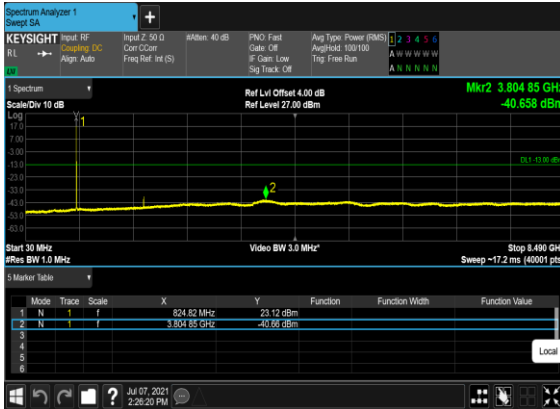 Spectrum Analyzer 1
Swept SA
+
KEYSIGHT Input: RF Input Z: 50 Ω #Atten: 40 dB PNO: Fast Avg Type: Power (RMS) 1 2 3 4 5 6
RL Coupling: DC Corr CCorr Gate: Off Avg|Hold: 100/100 A W W W W W
Align: Auto Freq Ref: Int (S) IF Gain: Low Trig: Free Run
Sig Track: Off A N N N N N
1 Spectrum Ref Lvl Offset 4.00 dB Mkr2 3.804 85 GHz
Scale/Div 10 dB Ref Level 27.00 dBm -40.658 dBm
Log
17.0 1
7.00
-3.00
-13.0 DL1 -13.00 dBm
-23.0
-33.0 2
-43.0
-53.0
-63.0
Start 30 MHz Video BW 3.0 MHz* Stop 8.490 GHz
#Res BW 1.0 MHz Sweep ~17.2 ms (40001 pts)
5 Marker Table
Mode Trace Scale X Y Function Function Width Function Value
1 N 1 f 824.82 MHz 23.12 dBm
2 N 1 f 3.804 85 GHz -40.66 dBm
3
4
5
6
Local
? Jul 07, 2021
2:26:20 PM